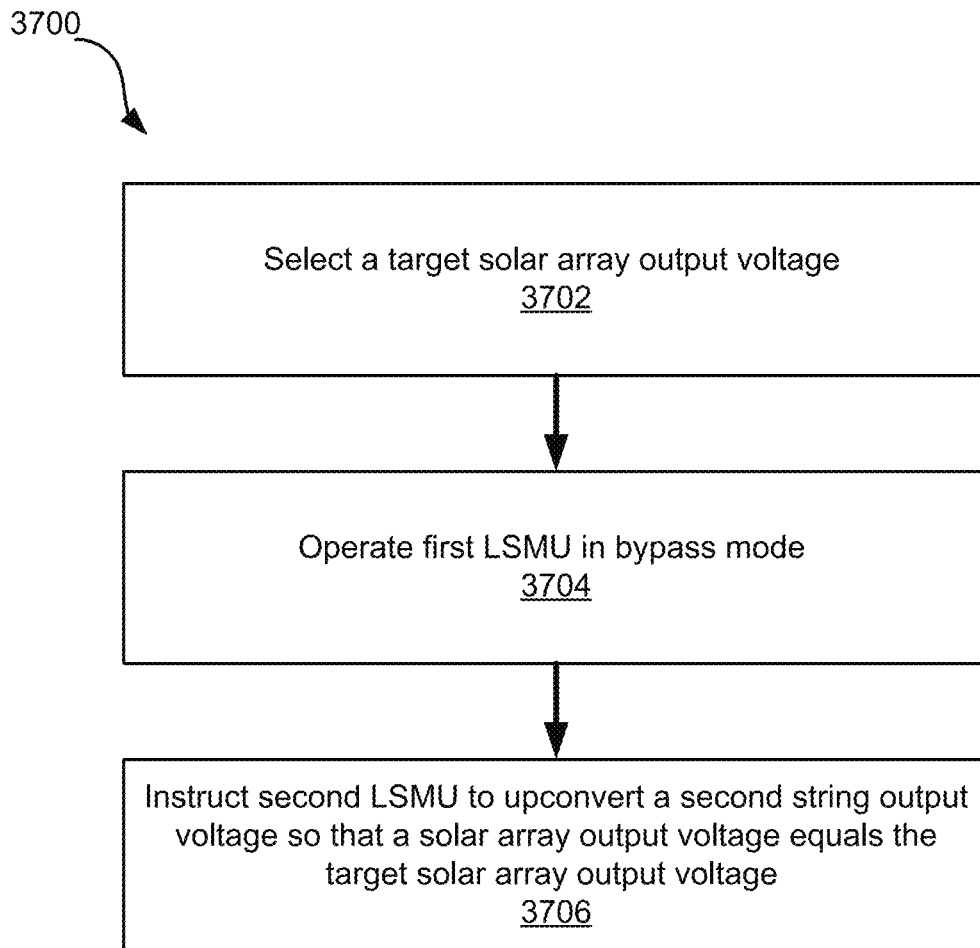 3700
Select a target solar array output voltage
3702
Operate first LSMU in bypass mode
3704
Instruct second LSMU to upconvert a second string output
voltage so that a solar array output voltage equals the
target solar array output voltage
3706